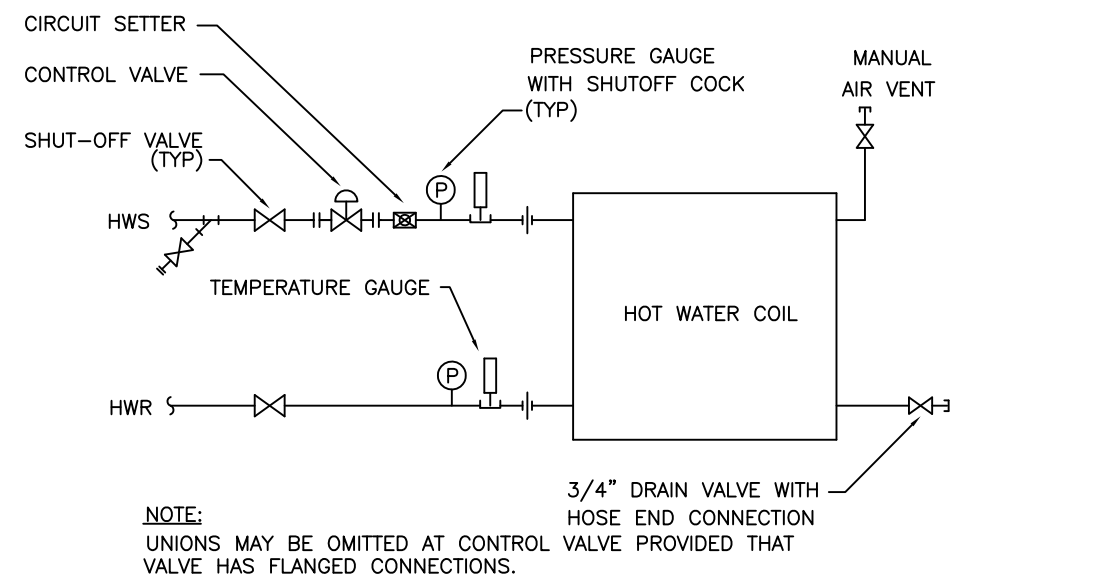 CIRCUIT SETTER
CONTROL VALVE
SHUT-OFF VALVE
(TYP)
PRESSURE GAUGE
WITH SHUTOFF COCK
(TYP)
MANUAL
AIR VENT
P
HWS
TEMPERATURE GAUGE
HOT WATER COIL
P
HWR
3/4" DRAIN VALVE WITH
HOSE END CONNECTION
NOTE:
UNIONS MAY BE OMITTED AT CONTROL VALVE PROVIDED THAT
VALVE HAS FLANGED CONNECTIONS.